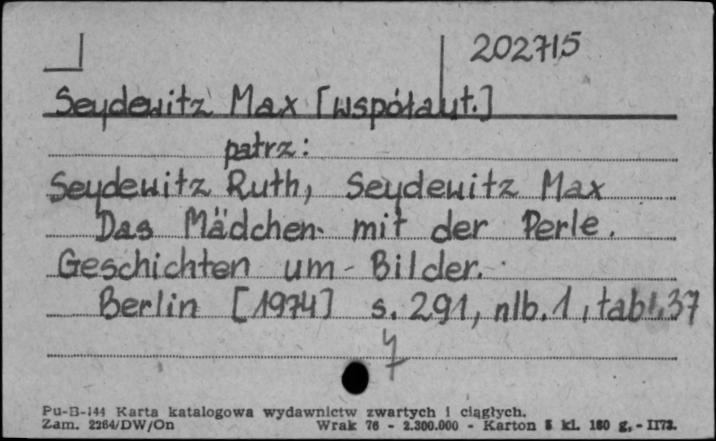 202715
Seydewitz Max [współaut.]
patrz:
Seydewitz Ruth, Seydewitz Max
Das Mädchen mit der Perle.
Geschichten um Bilder.
Berlin [1974] s. 291, nlb. 1, tabl. 37
Pu-B-144 Karta katalogowa wydawnictw zwartych i ciągłych.
Zam. 2264/DW/On Wrak 76 - 2.300.000 - Karton 5 kl. 180 g. -